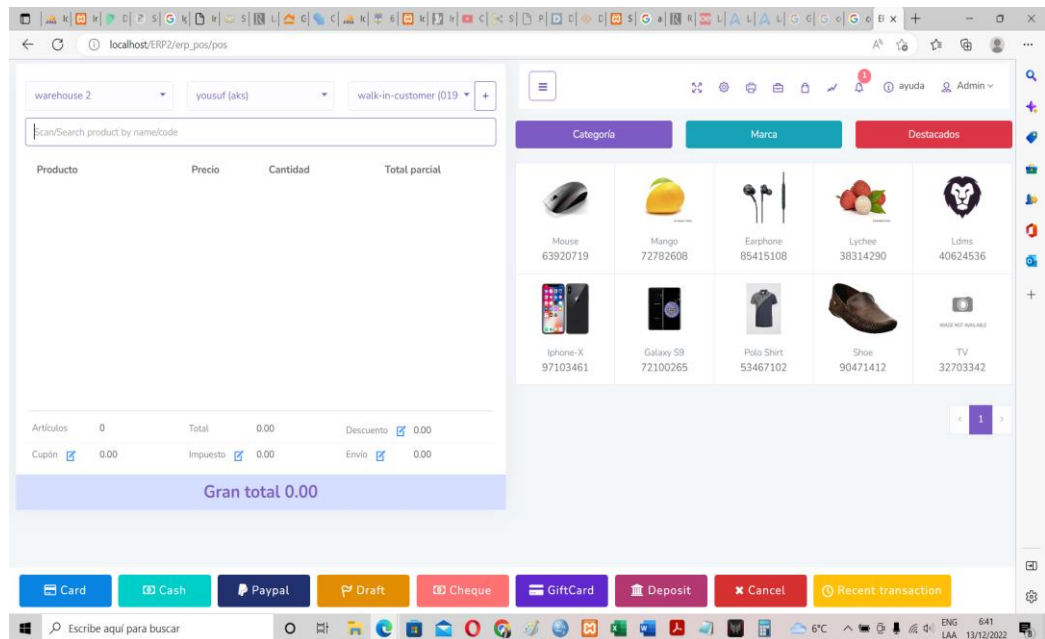 localhost/ERP2/erp_pos/pos
warehouse 2
yousuf (aks)
walk-in-customer (019
+
1
ayuda
Admin
Scan/Search product by name/code
Categoría
Marca
Destacados
Producto
Precio
Cantidad
Total parcial
Mouse
63920719
Mango
72782608
Earphone
85415108
Lychee
38314290
Ldms
40624536
IMAGE NOT AVAILABLE
Iphone-X
97103461
Galaxy S9
72100265
Polo Shirt
53467102
Shoe
90471412
TV
32703342
1
Artículos 0
Total 0.00
Descuento 0.00
Cupón 0.00
Impuesto 0.00
Envío 0.00
Gran total 0.00
Card
Cash
Paypal
Draft
Cheque
GiftCard
Deposit
Cancel
Recent transaction
Escribe aquí para buscar
6°C
ENG
LAA
6:41
13/12/2022